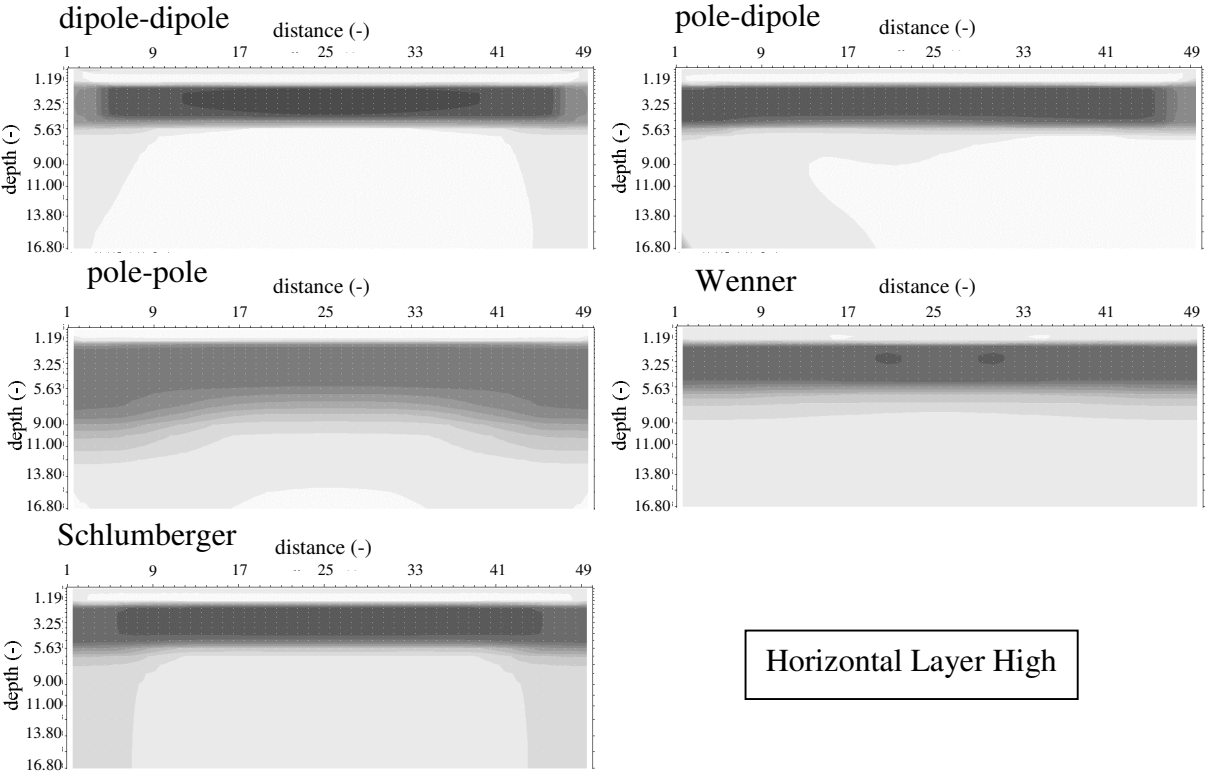 dipole-dipole
distance (-)
1 9 17 25 33 41 49
depth (-)
1.19
3.25
5.63
9.00
11.00
13.80
16.80
pole-dipole
distance (-)
1 9 17 25 33 41 49
depth (-)
1.19
3.25
5.63
9.00
11.00
13.80
16.80
pole-pole
distance (-)
1 9 17 25 33 41 49
depth (-)
1.19
3.25
5.63
9.00
11.00
13.80
16.80
Wenner
distance (-)
1 9 17 25 33 41 49
depth (-)
1.19
3.25
5.63
9.00
11.00
13.80
16.80
Schlumberger
distance (-)
1 9 17 25 33 41 49
depth (-)
1.19
3.25
5.63
9.00
11.00
13.80
16.80
Horizontal Layer High